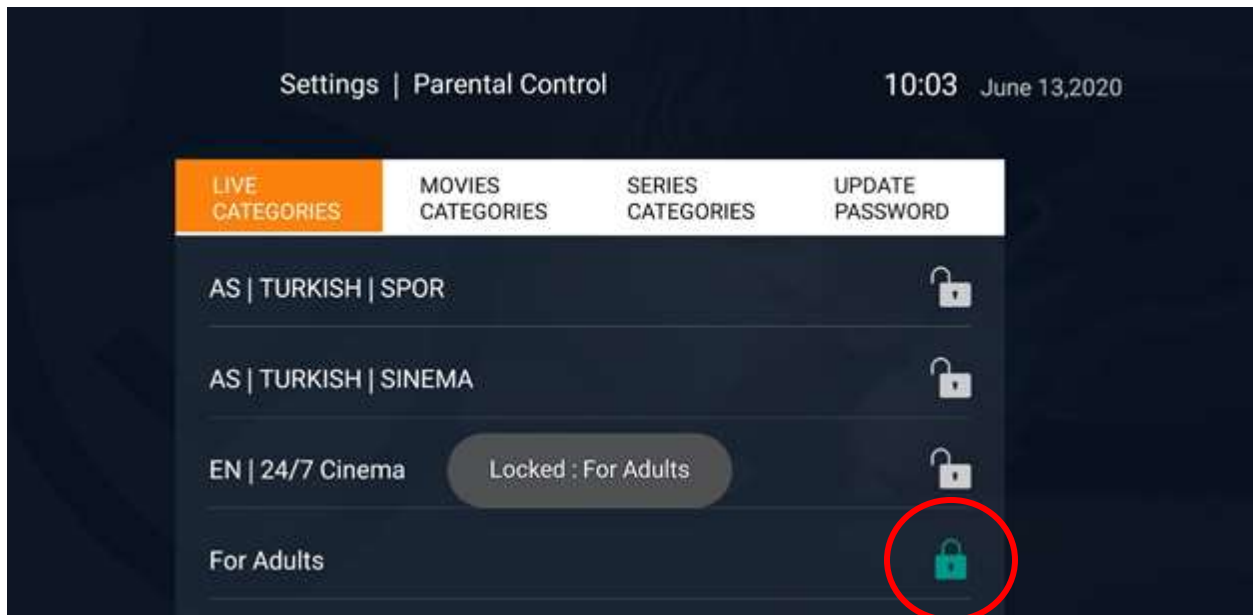 Settings | Parental Control
10:03 June 13,2020
LIVE CATEGORIES
MOVIES CATEGORIES
SERIES CATEGORIES
UPDATE PASSWORD
AS | TURKISH | SPOR
AS | TURKISH | SINEMA
EN | 24/7 Cinema
Locked : For Adults
For Adults